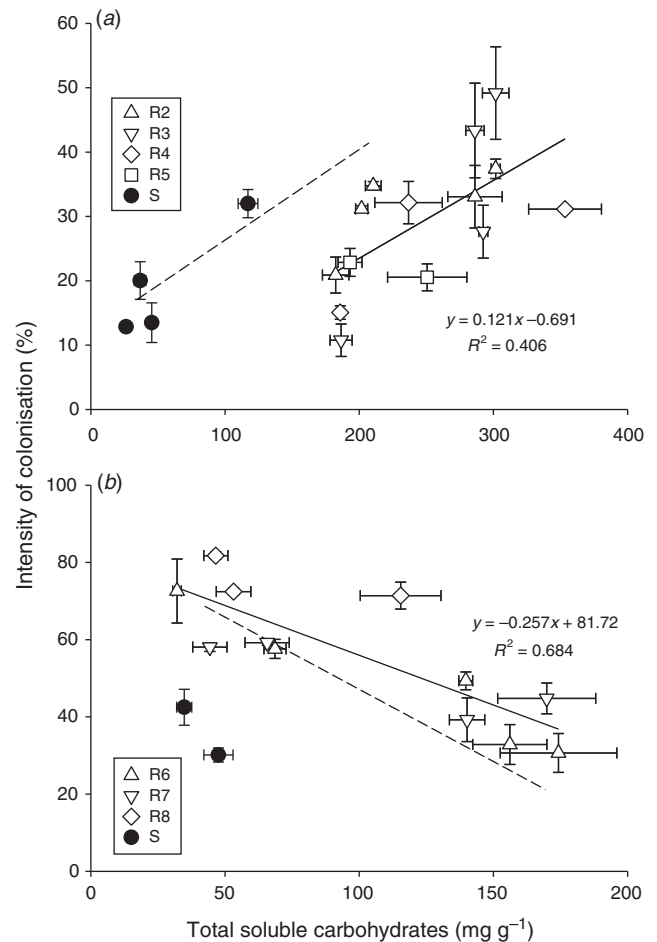 (a)
60
50
40
30
20
10
0
R2
R3
R4
R5
S
y = 0.121x –0.691
R² = 0.406
0 100 200 300 400
Intensity of colonisation (%)
(b)
100
80
60
40
20
0
y = –0.257x + 81.72
R² = 0.684
R6
R7
R8
S
0 50 100 150 200
Total soluble carbohydrates (mg g⁻¹)